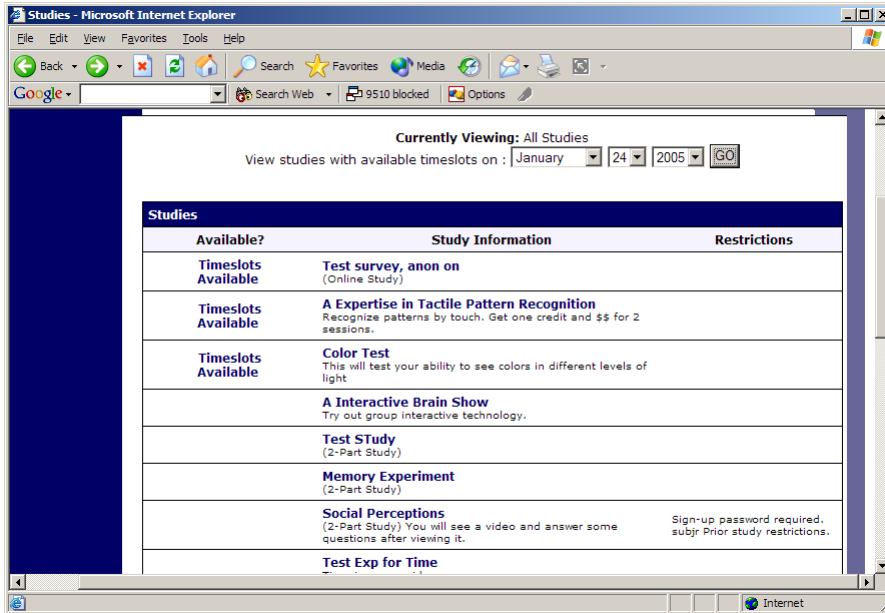 Studies - Microsoft Internet Explorer
File Edit View Favorites Tools Help
Back Search Favorites Media
Google Search Web 9510 blocked Options
Currently Viewing: All Studies
View studies with available timeslots on : January 24 2005 GO
Studies
Available? Study Information Restrictions
Timeslots Available
Test survey, anon on
(Online Study)
Timeslots Available
A Expertise in Tactile Pattern Recognition
Recognize patterns by touch. Get one credit and $$ for 2
sessions.
Timeslots Available
Color Test
This will test your ability to see colors in different levels of
light
A Interactive Brain Show
Try out group interactive technology.
Test STudy
(2-Part Study)
Memory Experiment
(2-Part Study)
Social Perceptions
(2-Part Study) You will see a video and answer some
questions after viewing it.
Sign-up password required.
subjr Prior study restrictions.
Test Exp for Time
Internet